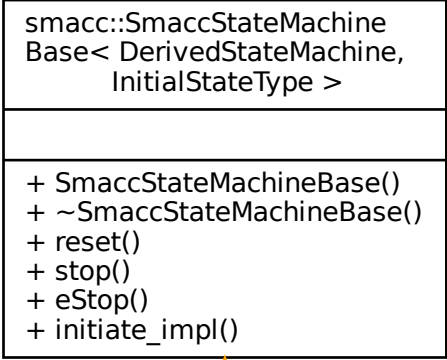 smacc::SmaccStateMachine
Base< DerivedStateMachine,
InitialStateType >
+ SmaccStateMachineBase()
+ ~SmaccStateMachineBase()
+ reset()
+ stop()
+ eStop()
+ initiate_impl()